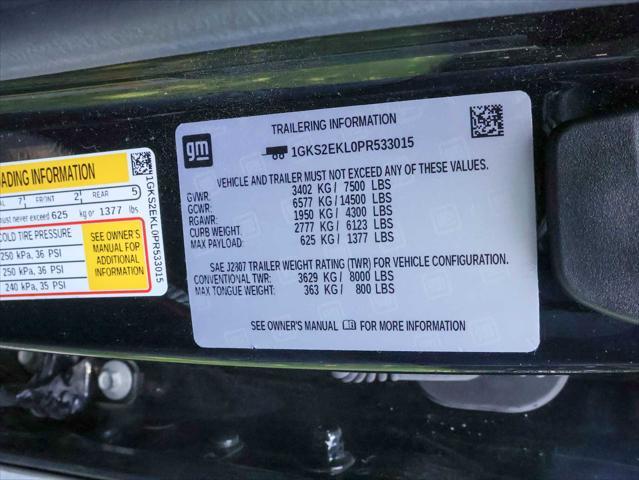 OADING INFORMATION
AL 7 FRONT 2 REAR 5
must never exceed 625 kg or 1377 lbs.
COLD TIRE PRESSURE
250 kPa, 36 PSI
250 kPa, 36 PSI
240 kPa, 35 PSI
SEE OWNER'S
MANUAL FOR
ADDITIONAL
INFORMATION
1GKS2EKL0PR533015
gm
TRAILERING INFORMATION
1GKS2EKL0PR533015
VEHICLE AND TRAILER MUST NOT EXCEED ANY OF THESE VALUES.
GVWR: 3402 KG / 7500 LBS
GCWR: 6577 KG / 14500 LBS
RGAWR: 1950 KG / 4300 LBS
CURB WEIGHT: 2777 KG / 6123 LBS
MAX PAYLOAD: 625 KG / 1377 LBS
SAE J2807 TRAILER WEIGHT RATING (TWR) FOR VEHICLE CONFIGURATION.
CONVENTIONAL TWR: 3629 KG / 8000 LBS
MAX TONGUE WEIGHT: 363 KG / 800 LBS
SEE OWNER'S MANUAL FOR MORE INFORMATION